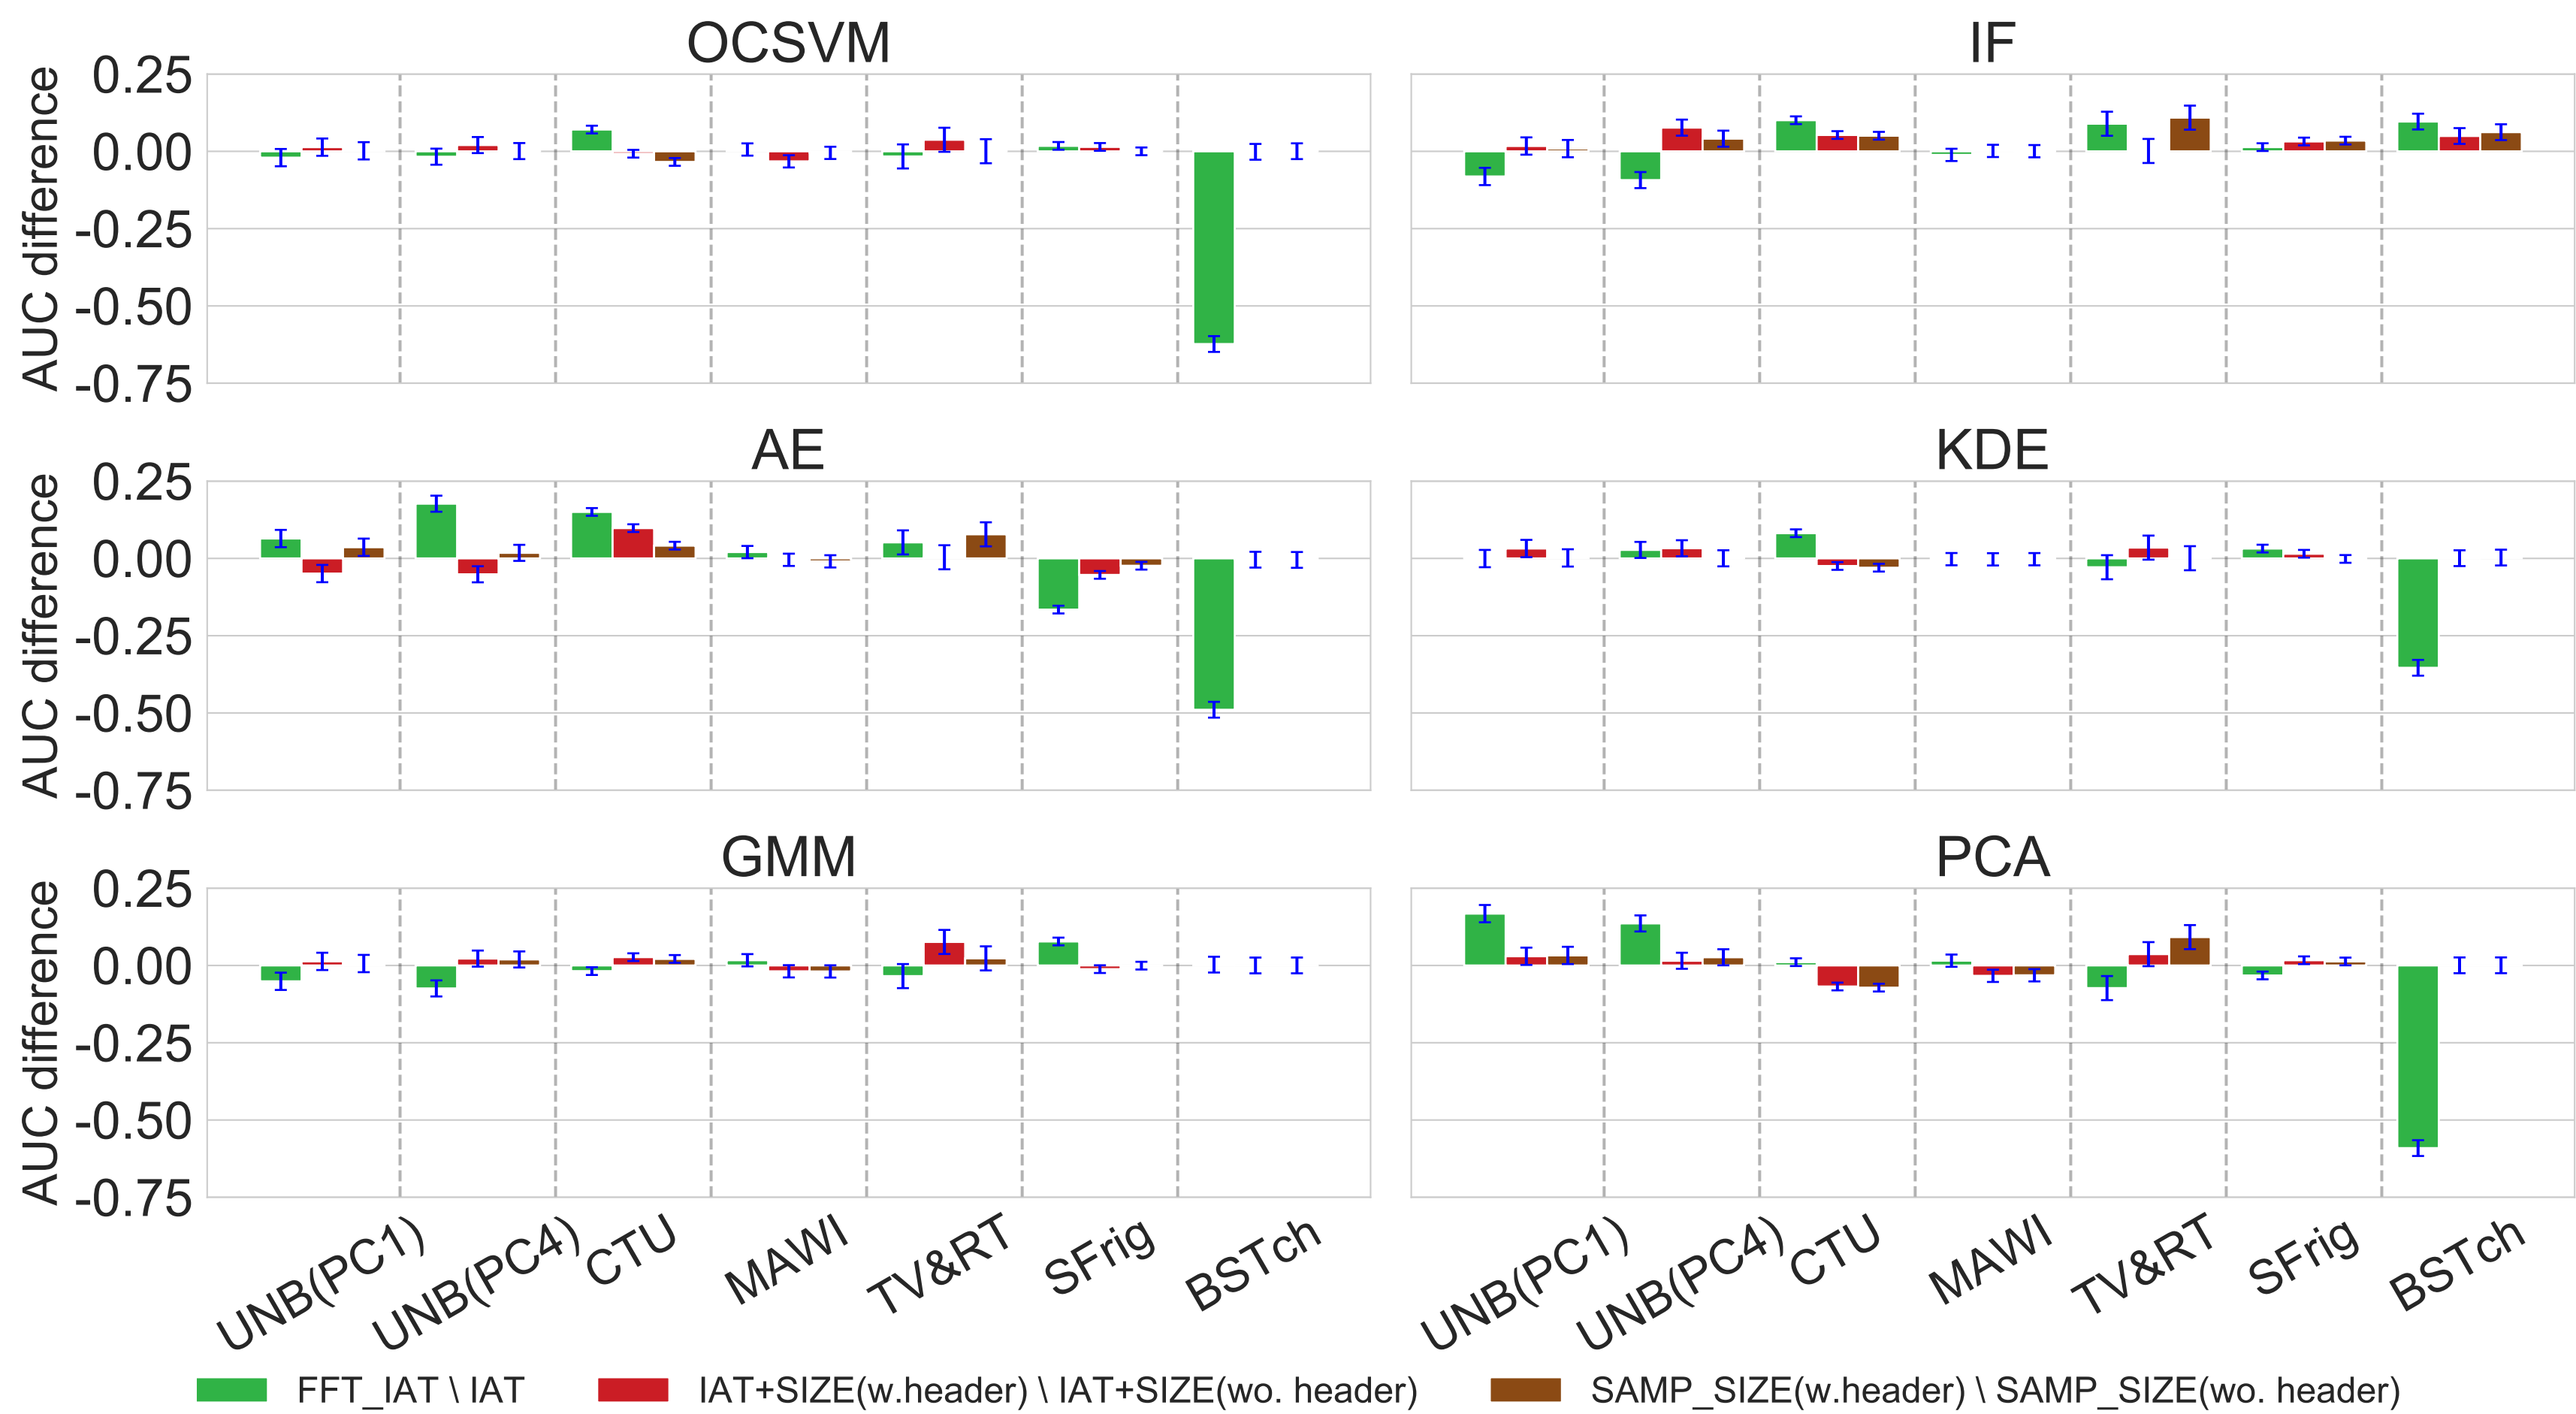 OCSVM
IF
AUC difference
0.25
0.00
-0.25
-0.50
-0.75
AE
KDE
AUC difference
0.25
0.00
-0.25
-0.50
-0.75
GMM
PCA
AUC difference
0.25
0.00
-0.25
-0.50
-0.75
UNB(PC1)
UNB(PC4)
CTU
MAWI
TV&RT
SFrig
BSTch
UNB(PC1)
UNB(PC4)
CTU
MAWI
TV&RT
SFrig
BSTch
FFT_IAT \ IAT
IAT+SIZE(w.header) \ IAT+SIZE(wo. header)
SAMP_SIZE(w.header) \ SAMP_SIZE(wo. header)